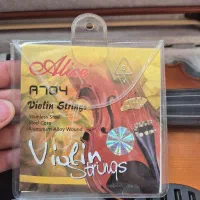 Alice
A704
Violin Strings
Stainless Steel
Steel Core
Aluminum Alloy Wound
Violin
Strings